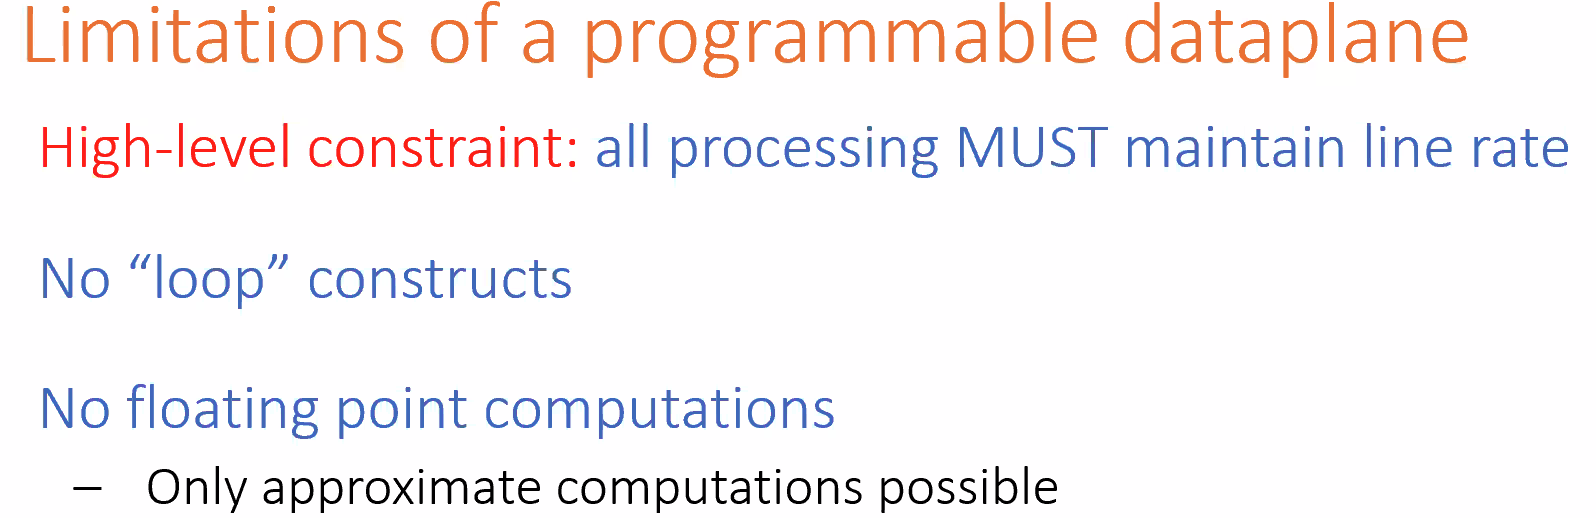 Limitations of a programmable dataplane
High-level constraint: all processing MUST maintain line rate
No “loop” constructs
No floating point computations
– Only approximate computations possible